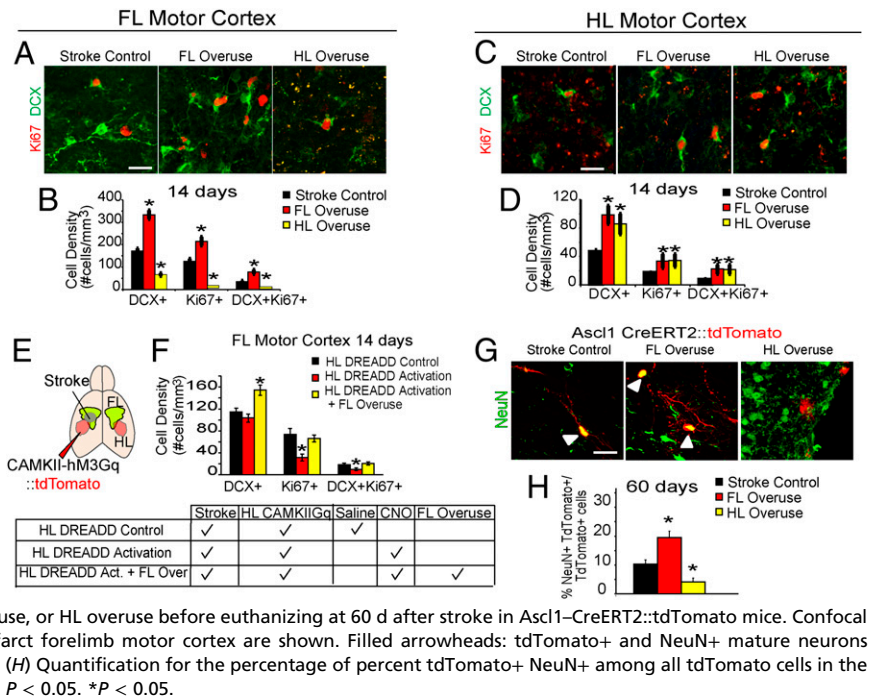 FL Motor Cortex
HL Motor Cortex
A
Stroke Control FL Overuse HL Overuse
Ki67 DCX
C
Stroke Control FL Overuse HL Overuse
Ki67 DCX
B
14 days
Stroke Control
FL Overuse
HL Overuse
Cell Density
(#cells/mm3)
400
300
200
100
0
* * * * * *
DCX+ Ki67+ DCX+Ki67+
D
14 days
Stroke Control
FL Overuse
HL Overuse
Cell Density
(#cells/mm3)
120
80
40
0
* * ** **
DCX+ Ki67+ DCX+Ki67+
E
Stroke
FL
HL
CAMKII-hM3Gq
::tdTomato
F
FL Motor Cortex 14 days
HL DREADD Control
HL DREADD Activation
HL DREADD Activation
+ FL Overuse
Cell Density
(#cells/mm3)
160
120
80
40
0
* * *
DCX+ Ki67+ DCX+Ki67+
Stroke HL CAMKIIGq Saline CNO FL Overuse
HL DREADD Control ✓ ✓ ✓
HL DREADD Activation ✓ ✓ ✓
HL DREADD Act. + FL Over ✓ ✓ ✓ ✓
G
Ascl1 CreERT2::tdTomato
Stroke Control FL Overuse HL Overuse
NeuN
H
60 days
Stroke Control
FL Overuse
HL Overuse
% NeuN+ TdTomato+/
TdTomato+ cells
30
20
10
0
* *
use, or HL overuse before euthanizing at 60 d after stroke in Ascl1–CreERT2::tdTomato mice. Confocal
farct forelimb motor cortex are shown. Filled arrowheads: tdTomato+ and NeuN+ mature neurons
(H) Quantification for the percentage of percent tdTomato+ NeuN+ among all tdTomato cells in the
P < 0.05. *P < 0.05.